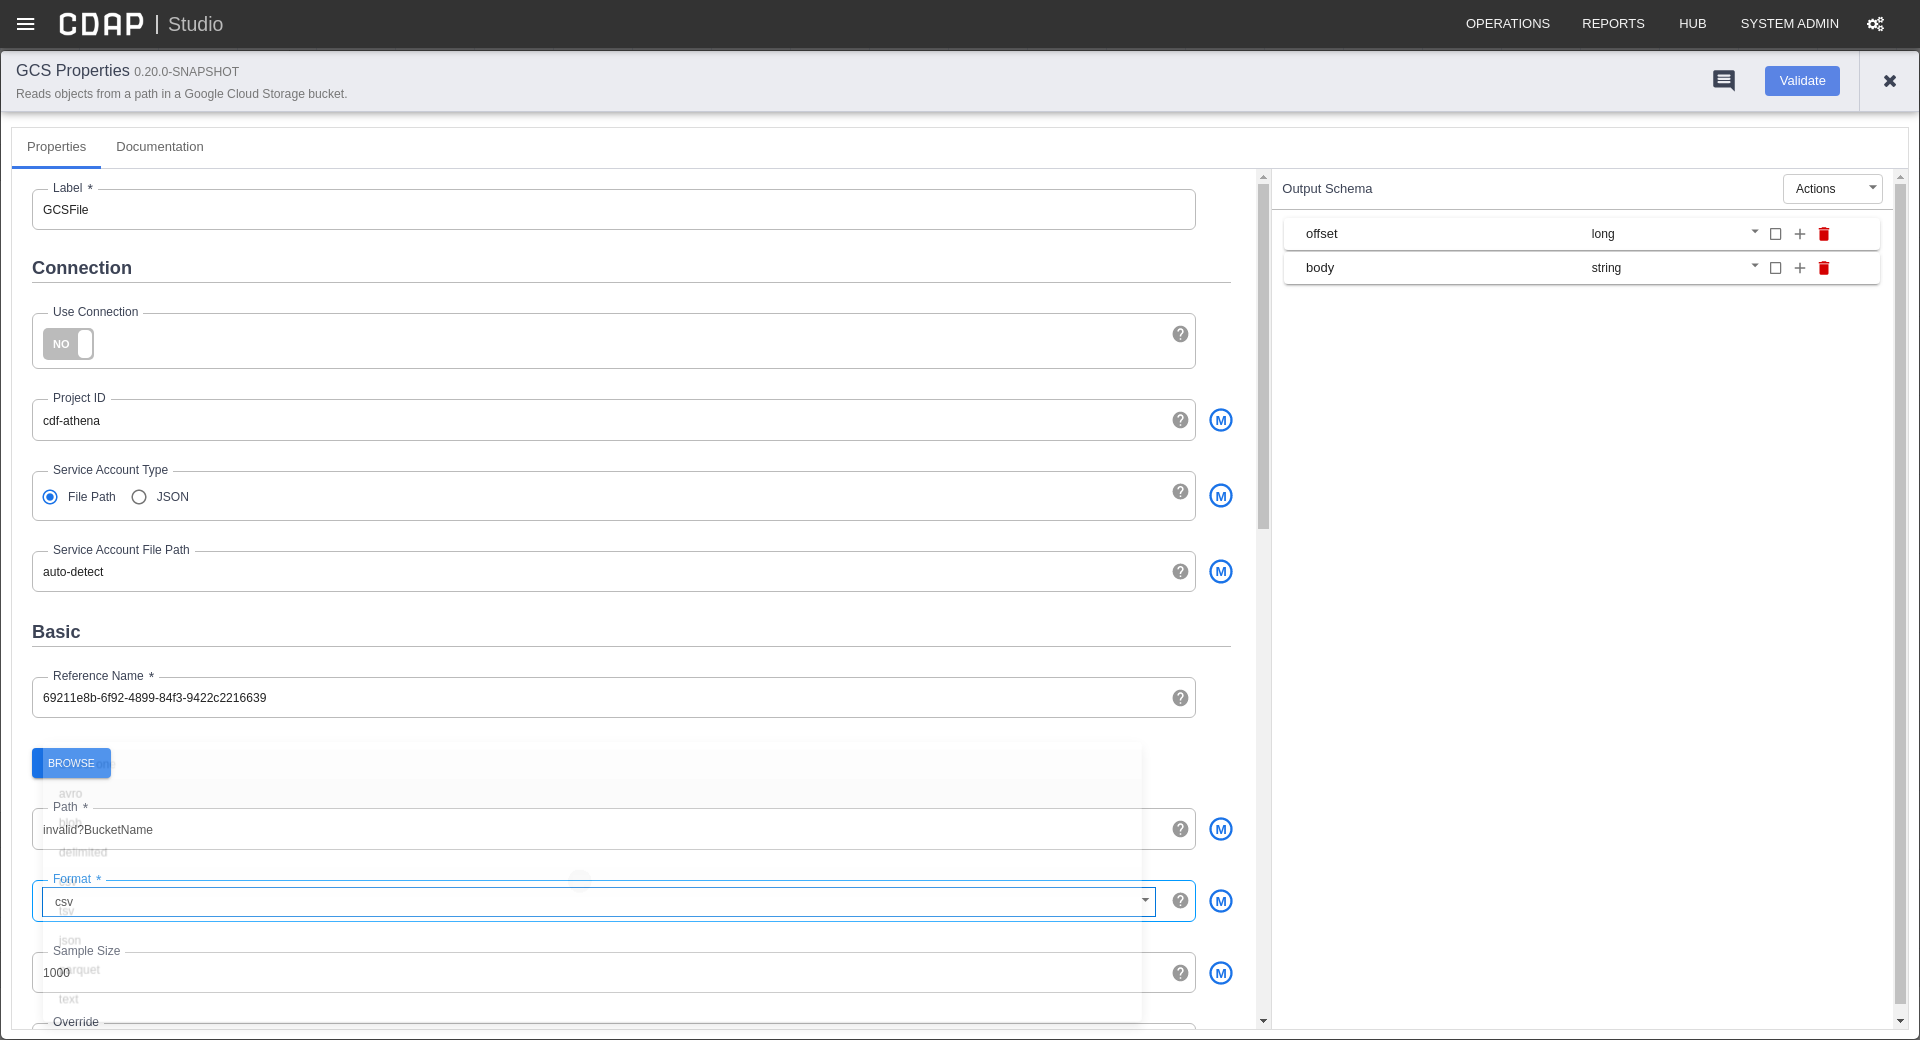 CDAP | Studio
OPERATIONS REPORTS HUB SYSTEM ADMIN
GCS Properties 0.20.0-SNAPSHOT
Reads objects from a path in a Google Cloud Storage bucket.
Validate
Properties Documentation
Label *
GCSFile
Connection
Use Connection
NO
Project ID
cdf-athena
M
Service Account Type
File Path JSON
M
Service Account File Path
auto-detect
M
Basic
Reference Name *
69211e8b-6f92-4899-84f3-9422c2216639
BROWSE
avro
Path *
blob
invalid?BucketName
M
delimited
Format *
csv
M
tsv
json
Sample Size
parquet
1000
M
text
Override
Output Schema
Actions
offset long
body string